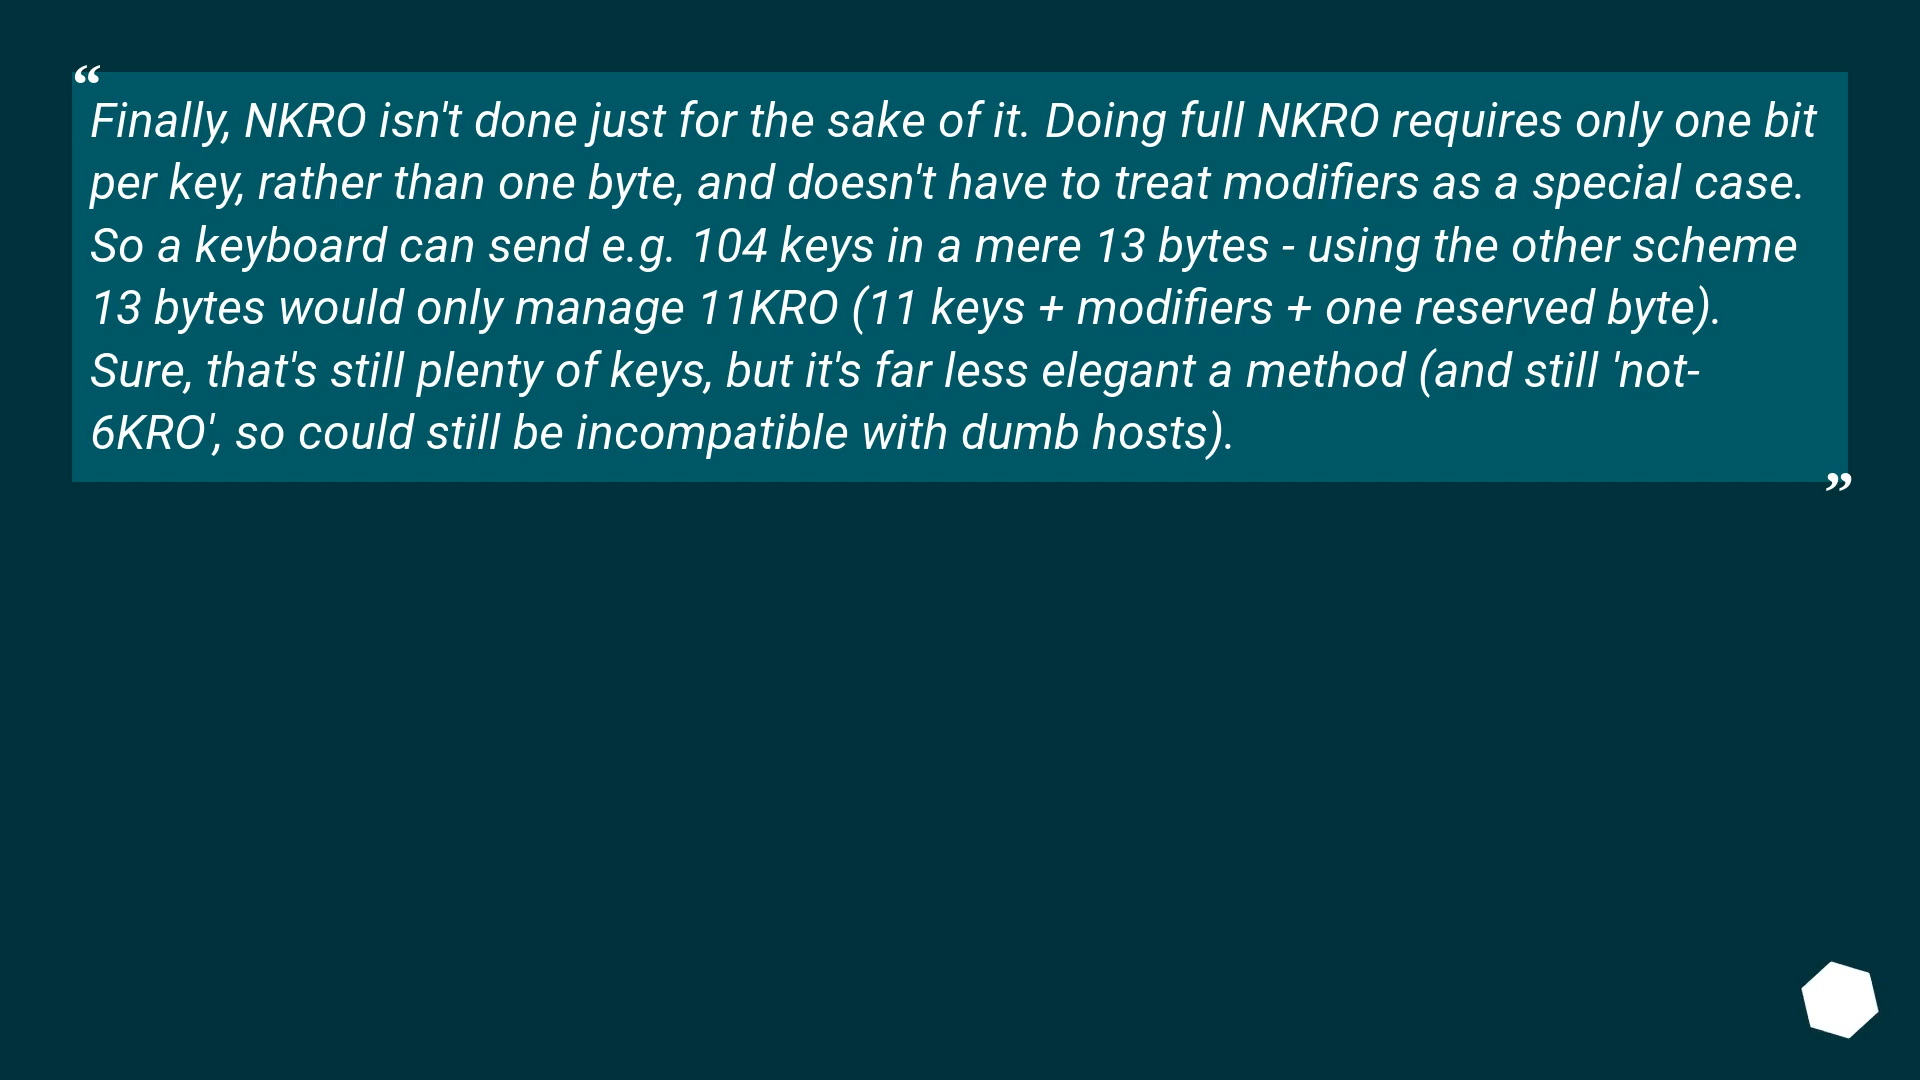 “
Finally, NKRO isn't done just for the sake of it. Doing full NKRO requires only one bit
per key, rather than one byte, and doesn't have to treat modifiers as a special case.
So a keyboard can send e.g. 104 keys in a mere 13 bytes - using the other scheme
13 bytes would only manage 11KRO (11 keys + modifiers + one reserved byte).
Sure, that's still plenty of keys, but it's far less elegant a method (and still 'not-
6KRO', so could still be incompatible with dumb hosts).
”